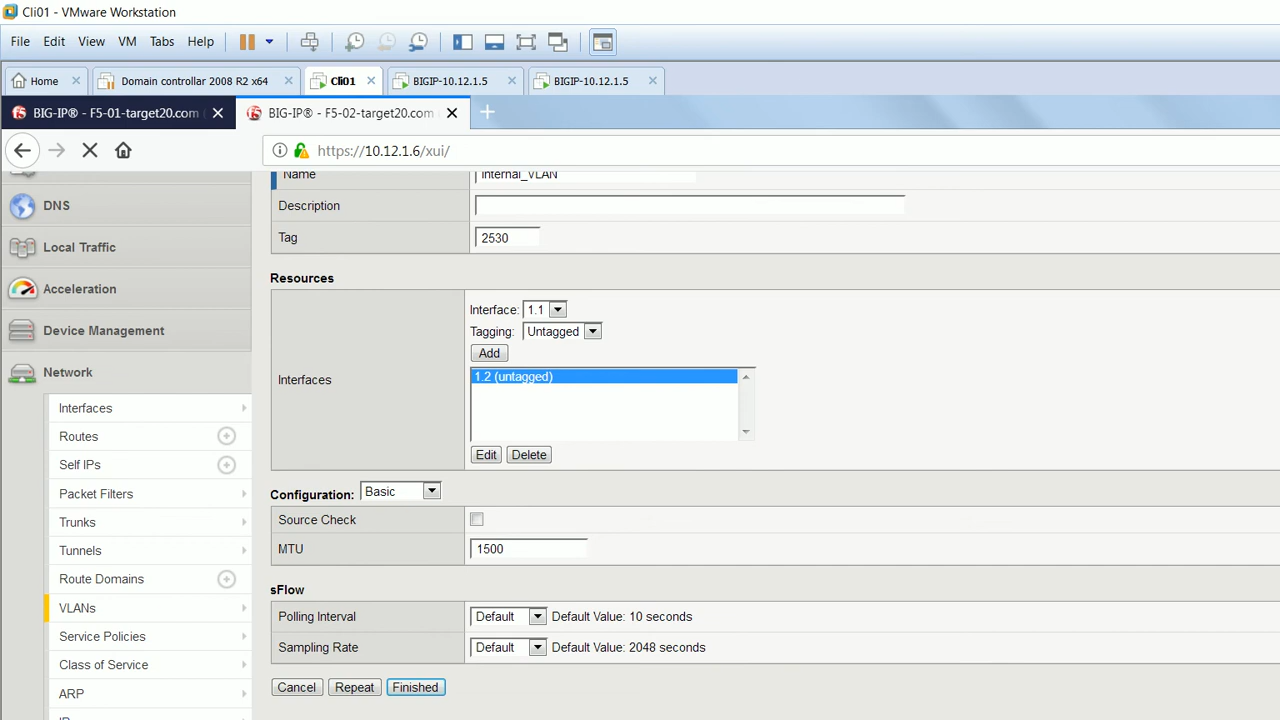 Cli01 - VMware Workstation
File Edit View VM Tabs Help
Home Domain controllar 2008 R2 x64 Cli01 BIGIP-10.12.1.5 BIGIP-10.12.1.5
BIG-IP® - F5-01-target20.com BIG-IP® - F5-02-target20.com
https://10.12.1.6/xui/
Name internal_VLAN
DNS
Description
Tag 2530
Local Traffic
Resources
Acceleration
Interface: 1.1
Tagging: Untagged
Device Management
Add
Network
Interfaces 1.2 (untagged)
Interfaces
Routes
Edit Delete
Self IPs
Configuration: Basic
Packet Filters
Source Check
Trunks
MTU 1500
Tunnels
Route Domains
sFlow
VLANs
Polling Interval Default Default Value: 10 seconds
Service Policies
Sampling Rate Default Default Value: 2048 seconds
Class of Service
Cancel Repeat Finished
ARP